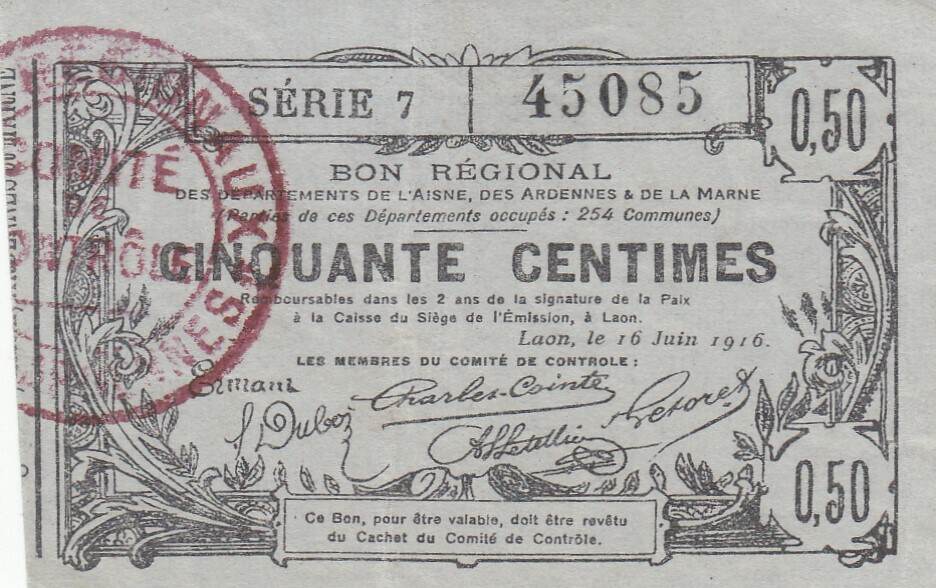 SÉRIE 7
45085
0,50
BON RÉGIONAL
DES DÉPARTEMENTS DE L'AISNE, DES ARDENNES & DE LA MARNE
(Parties de ces Départements occupés : 254 Communes)
CINQUANTE CENTIMES
Remboursables dans les 2 ans de la signature de la Paix
à la Caisse du Siège de l'Émission, à Laon.
Laon, le 16 Juin 1916.
LES MEMBRES DU COMITÉ DE CONTROLE :
Charles-Cointe
Ce Bon, pour être valable, doit être revêtu
du Cachet du Comité de Contrôle.
0,50
COMITÉ
DE